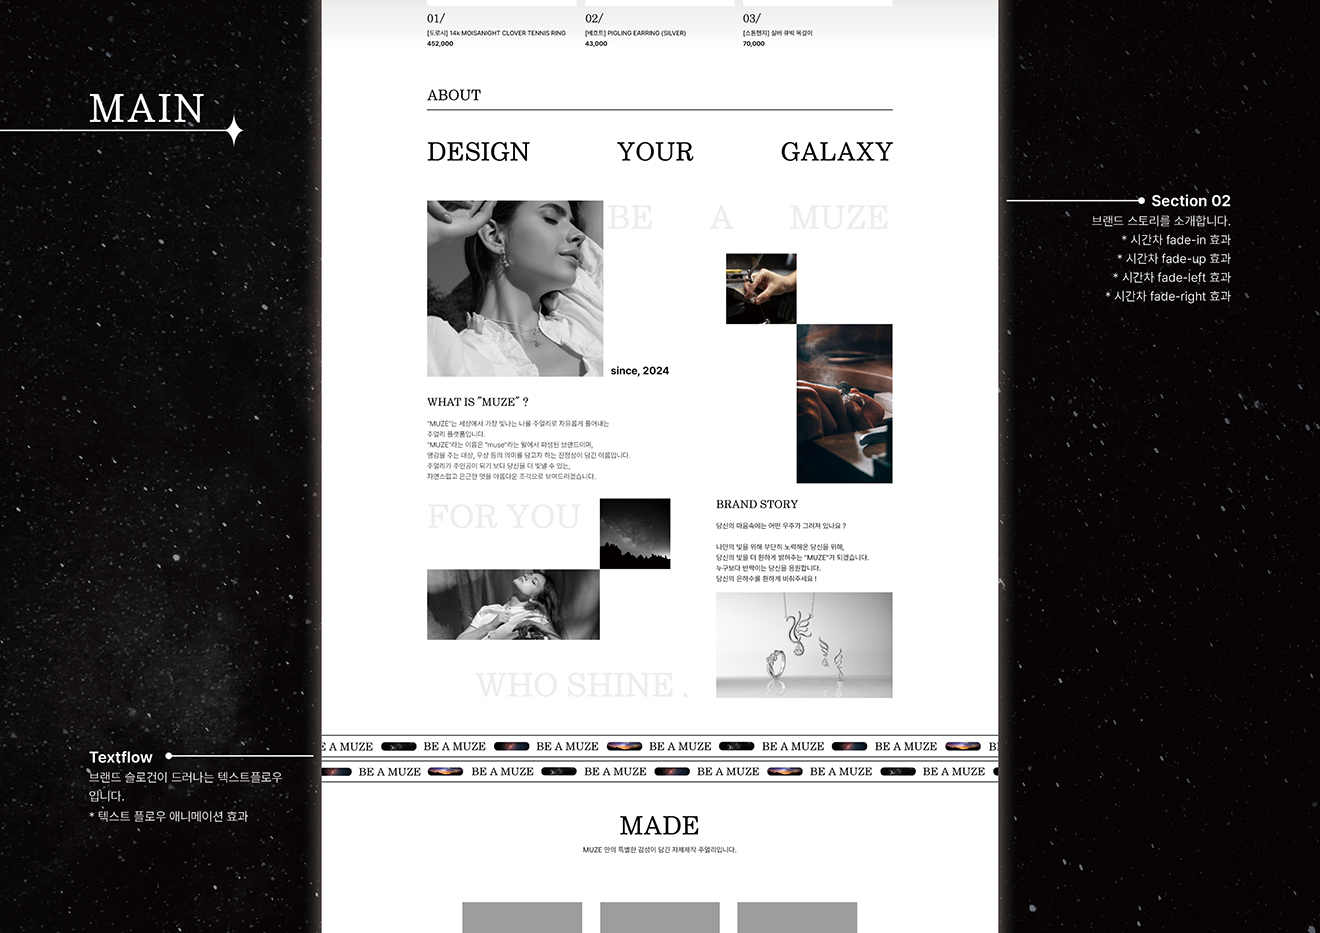 01/
02/
03/
[도로시] 14k MOISANIGHT CLOVER TENNIS RING
[베흐트] PIGLING EARRING (SILVER)
[스톤헨지] 실버 큐빅 목걸이
452,000
43,000
70,000
MAIN
ABOUT
DESIGN YOUR GALAXY
BE A MUZE
Section 02
브랜드 스토리를 소개합니다.
* 시간차 fade-in 효과
* 시간차 fade-up 효과
* 시간차 fade-left 효과
* 시간차 fade-right 효과
since, 2024
WHAT IS "MUZE" ?
"MUZE"는 세상에서 가장 빛나는 나를 주얼리로 자유롭게 풀어내는
주얼리 플랫폼입니다.
"MUZE"라는 이름은 "muse"라는 말에서 파생된 브랜드이며,
영감을 주는 대상, 우상 등의 의미를 담고자 하는 진정성이 담긴 이름입니다.
주얼리가 주인공이 되기 보다 당신을 더 빛낼 수 있는,
자연스럽고 은근한 멋을 아름다운 조각으로 보여드리겠습니다.
FOR YOU
BRAND STORY
당신의 마음속에는 어떤 우주가 그려져 있나요 ?
나만의 빛을 위해 부단히 노력해온 당신을 위해,
당신의 빛을 더 환하게 밝혀주는 "MUZE"가 되겠습니다.
누구보다 반짝이는 당신을 응원합니다.
당신의 은하수를 환하게 비춰주세요 !
WHO SHINE .
E A MUZE BE A MUZE BE A MUZE BE A MUZE BE A MUZE BE A MUZE B
BE A MUZE BE A MUZE BE A MUZE BE A MUZE BE A MUZE BE A MUZE
Textflow
브랜드 슬로건이 드러나는 텍스트플로우
입니다.
* 텍스트 플로우 애니메이션 효과
MADE
MUZE 만의 특별한 감성이 담긴 자체제작 주얼리입니다.